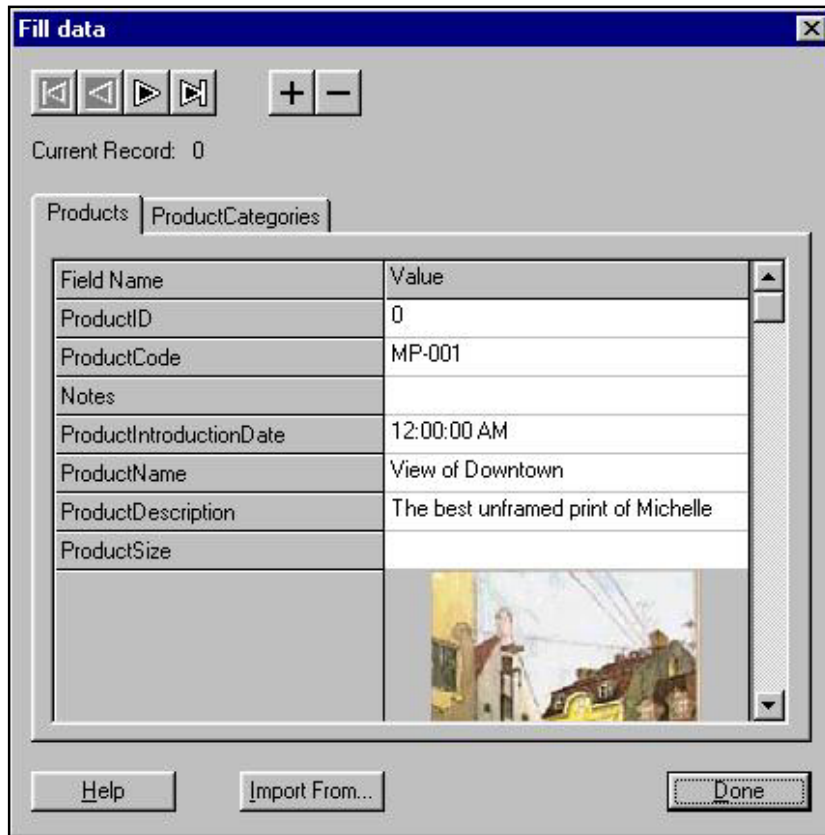 Fill data
Current Record: 0
Products ProductCategories
Field Name Value
ProductID 0
ProductCode MP-001
Notes
ProductIntroductionDate 12:00:00 AM
ProductName View of Downtown
ProductDescription The best unframed print of Michelle
ProductSize
Help Import From... Done